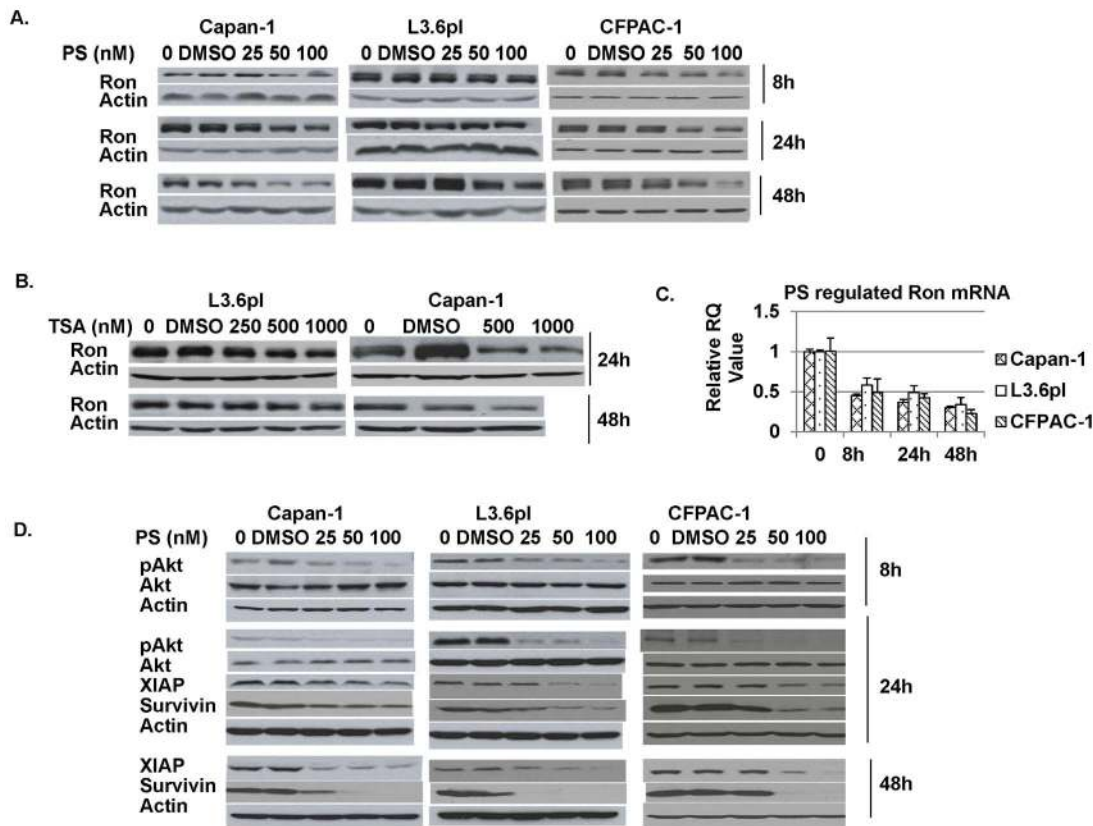 A.
Capan-1 L3.6pl CFPAC-1
PS (nM) 0 DMSO 25 50 100 0 DMSO 25 50 100 0 DMSO 25 50 100
Ron
Actin
8h
Ron
Actin
24h
Ron
Actin
48h
B.
L3.6pl Capan-1
TSA (nM) 0 DMSO 250 500 1000 0 DMSO 500 1000
Ron
Actin
24h
Ron
Actin
48h
C.
PS regulated Ron mRNA
Relative RQ
Value
1.5
1
0.5
0
0 8h 24h 48h
Capan-1
L3.6pl
CFPAC-1
D.
Capan-1 L3.6pl CFPAC-1
PS (nM) 0 DMSO 25 50 100 0 DMSO 25 50 100 0 DMSO 25 50 100
pAkt
Akt
Actin
8h
pAkt
Akt
XIAP
Survivin
Actin
24h
XIAP
Survivin
Actin
48h